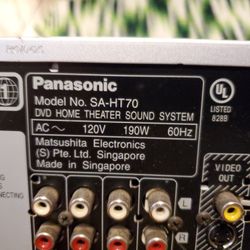 Panasonic
Model No. SA-HT70
DVD HOME THEATER SOUND SYSTEM
AC ~ 120V 190W 60Hz
Matsushita Electronics
(S) Pte. Ltd. Singapore
Made in Singapore
UL
LISTED
828B
VIDEO
OUT
L
R
NECTING